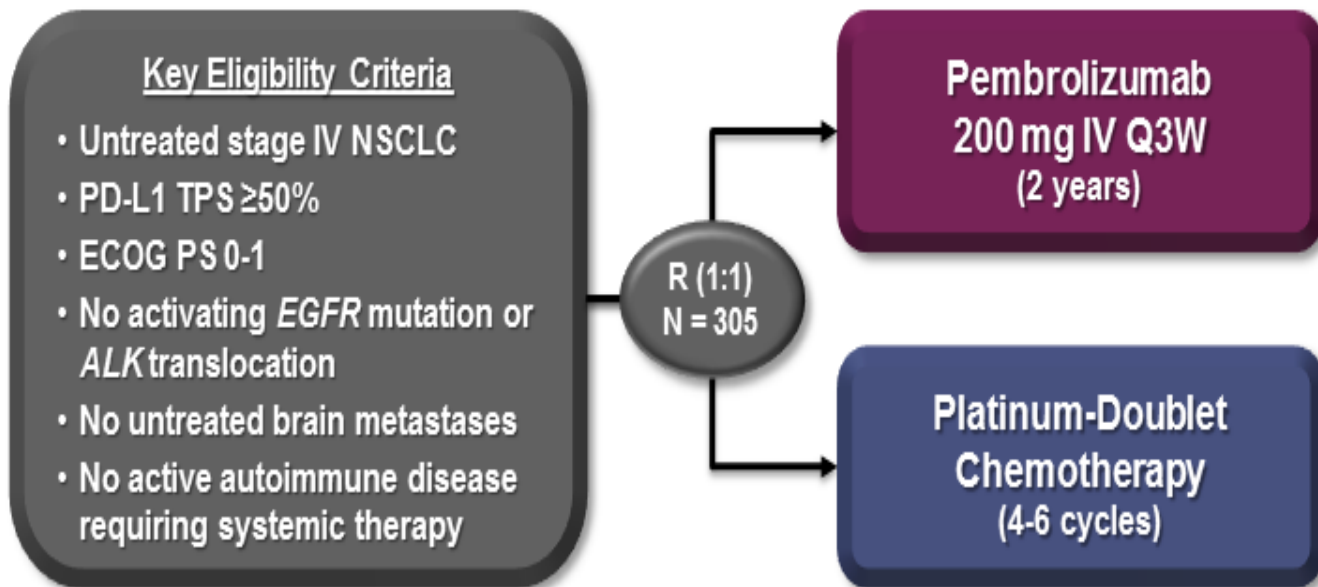 Key Eligibility Criteria
• Untreated stage IV NSCLC
• PD-L1 TPS ≥50%
• ECOG PS 0-1
• No activating EGFR mutation or
ALK translocation
• No untreated brain metastases
• No active autoimmune disease
requiring systemic therapy
R (1:1)
N = 305
Pembrolizumab
200 mg IV Q3W
(2 years)
Platinum-Doublet
Chemotherapy
(4-6 cycles)